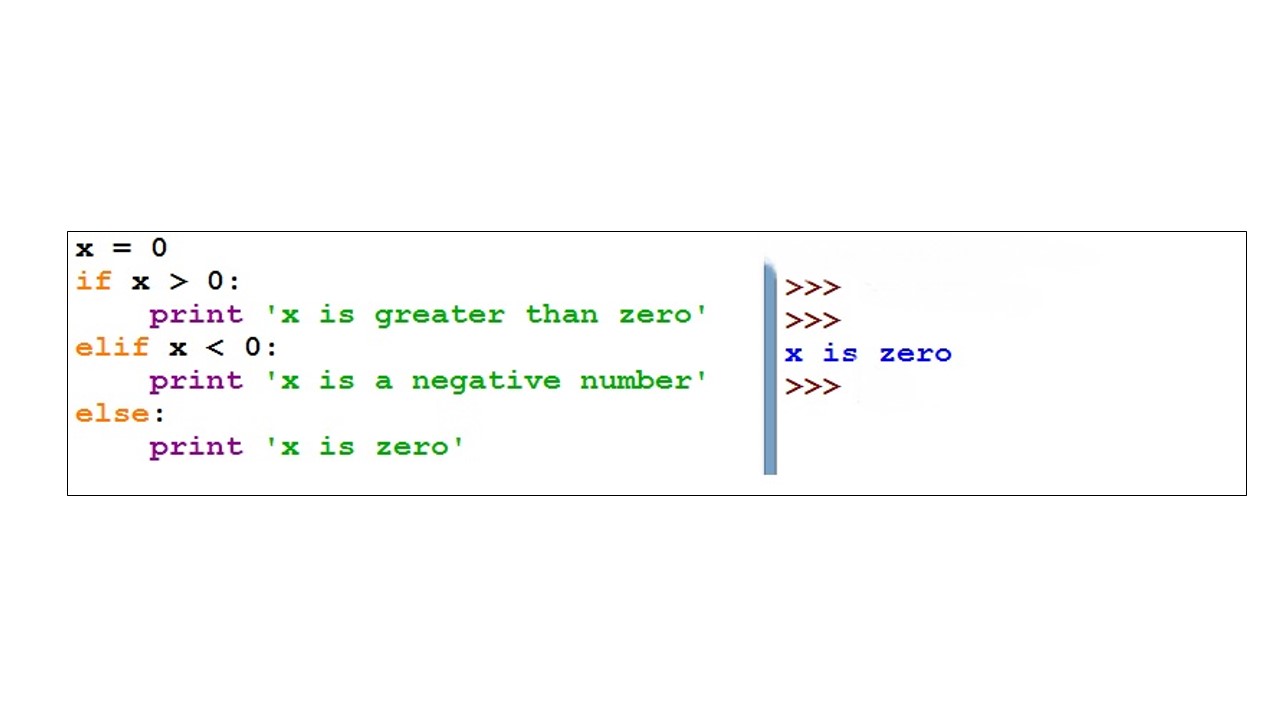 x = 0
if x > 0:
    print 'x is greater than zero'
elif x < 0:
    print 'x is a negative number'
else:
    print 'x is zero'
>>>
>>>
x is zero
>>>